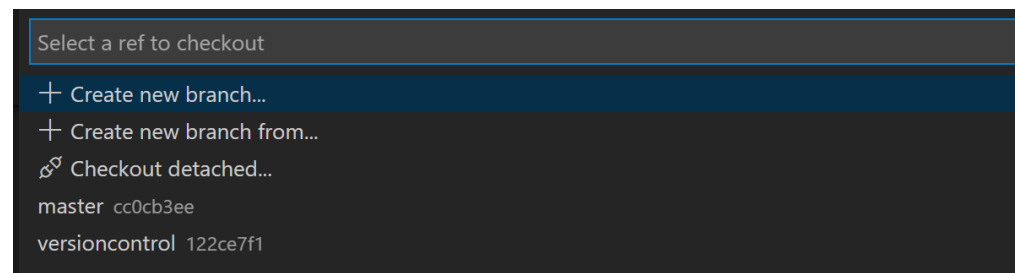 Select a ref to checkout
+ Create new branch...
+ Create new branch from...
Checkout detached...
master cc0cb3ee
versioncontrol 122ce7f1